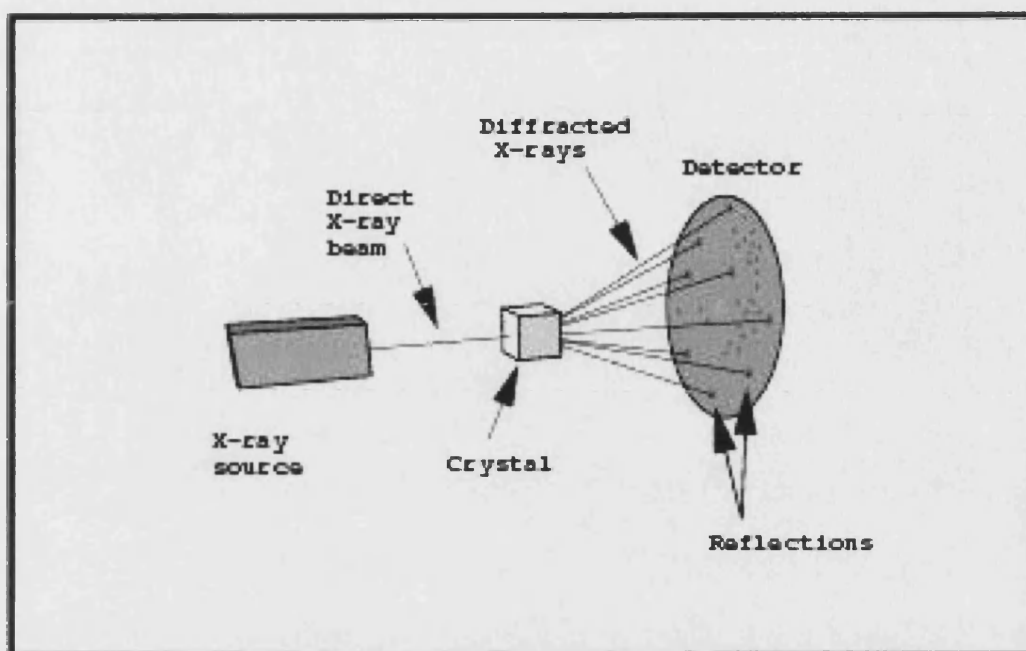 Diffracted
X-rays
Detector
Direct
X-ray
beam
X-ray
source
Crystal
Reflections